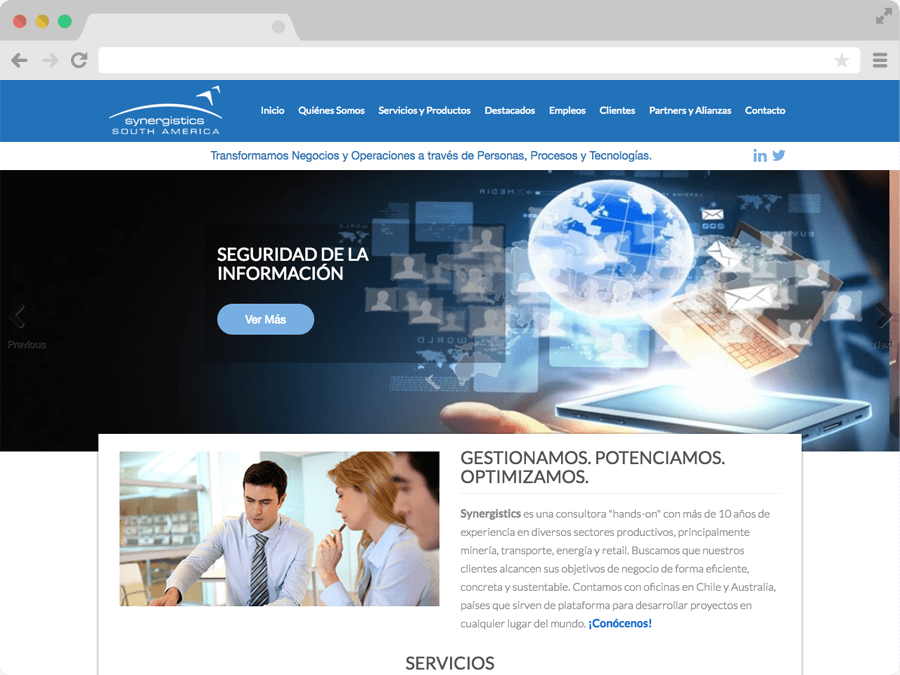 synergistics
SOUTH AMERICA
Inicio Quiénes Somos Servicios y Productos Destacados Empleos Clientes Partners y Alianzas Contacto
Transformamos Negocios y Operaciones a través de Personas, Procesos y Tecnologías.
SEGURIDAD DE LA
INFORMACIÓN
Ver Más
Previous
Next
GESTIONAMOS. POTENCIAMOS.
OPTIMIZAMOS.
Synergistics es una consultora "hands-on" con más de 10 años de
experiencia en diversos sectores productivos, principalmente
minería, transporte, energía y retail. Buscamos que nuestros
clientes alcancen sus objetivos de negocio de forma eficiente,
concreta y sustentable. Contamos con oficinas en Chile y Australia,
países que sirven de plataforma para desarrollar proyectos en
cualquier lugar del mundo. ¡Conócenos!
SERVICIOS